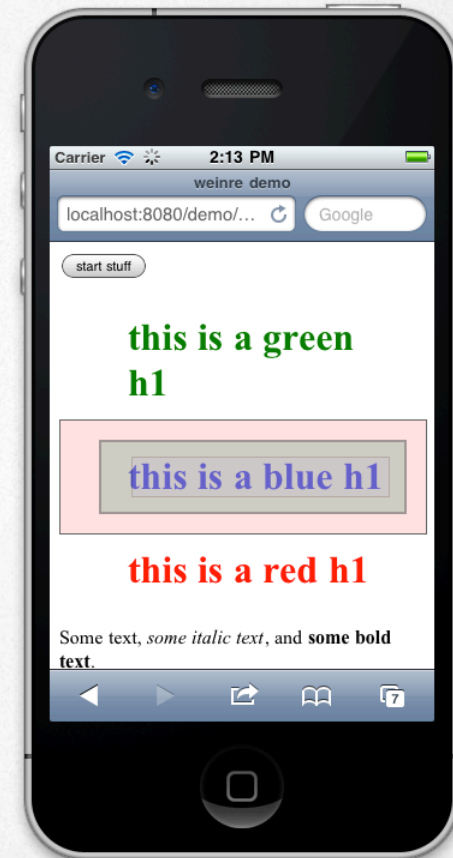 Carrier 2:13 PM
weinre demo
localhost:8080/demo/... Google
start stuff
this is a green
h1
this is a blue h1
this is a red h1
Some text, some italic text, and some bold
text.
7